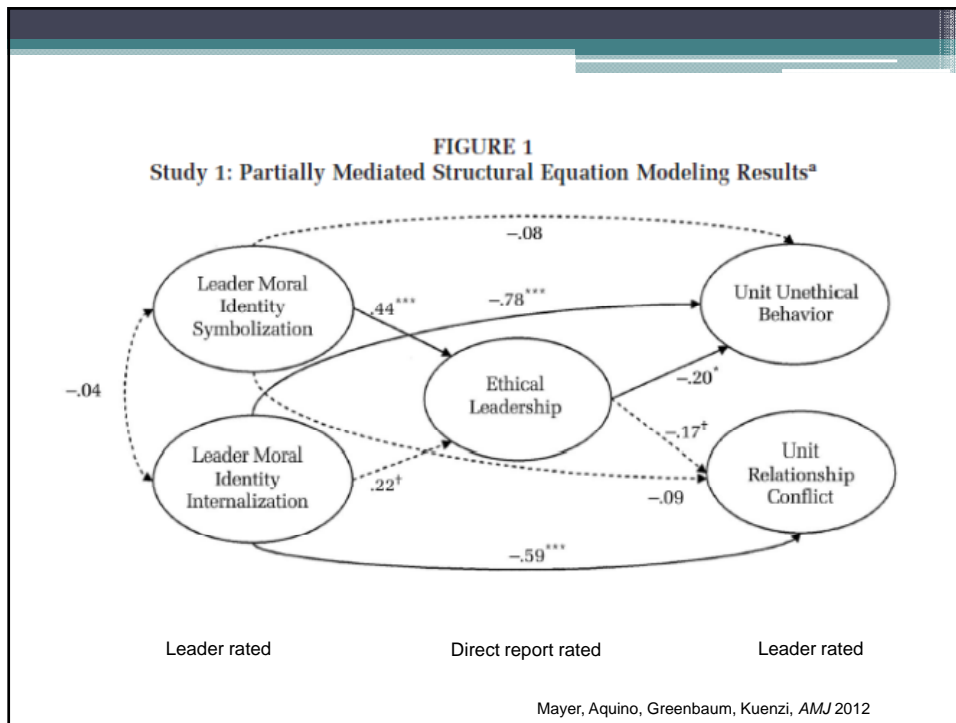 FIGURE 1
Study 1: Partially Mediated Structural Equation Modeling Resultsᵃ
–.08
Leader Moral
Identity
Symbolization
.44***
–.78***
Unit Unethical
Behavior
–.04
Ethical
Leadership
–.20*
–.17†
Leader Moral
Identity
Internalization
.22†
–.09
Unit
Relationship
Conflict
–.59***
Leader rated
Direct report rated
Leader rated
Mayer, Aquino, Greenbaum, Kuenzi, AMJ 2012